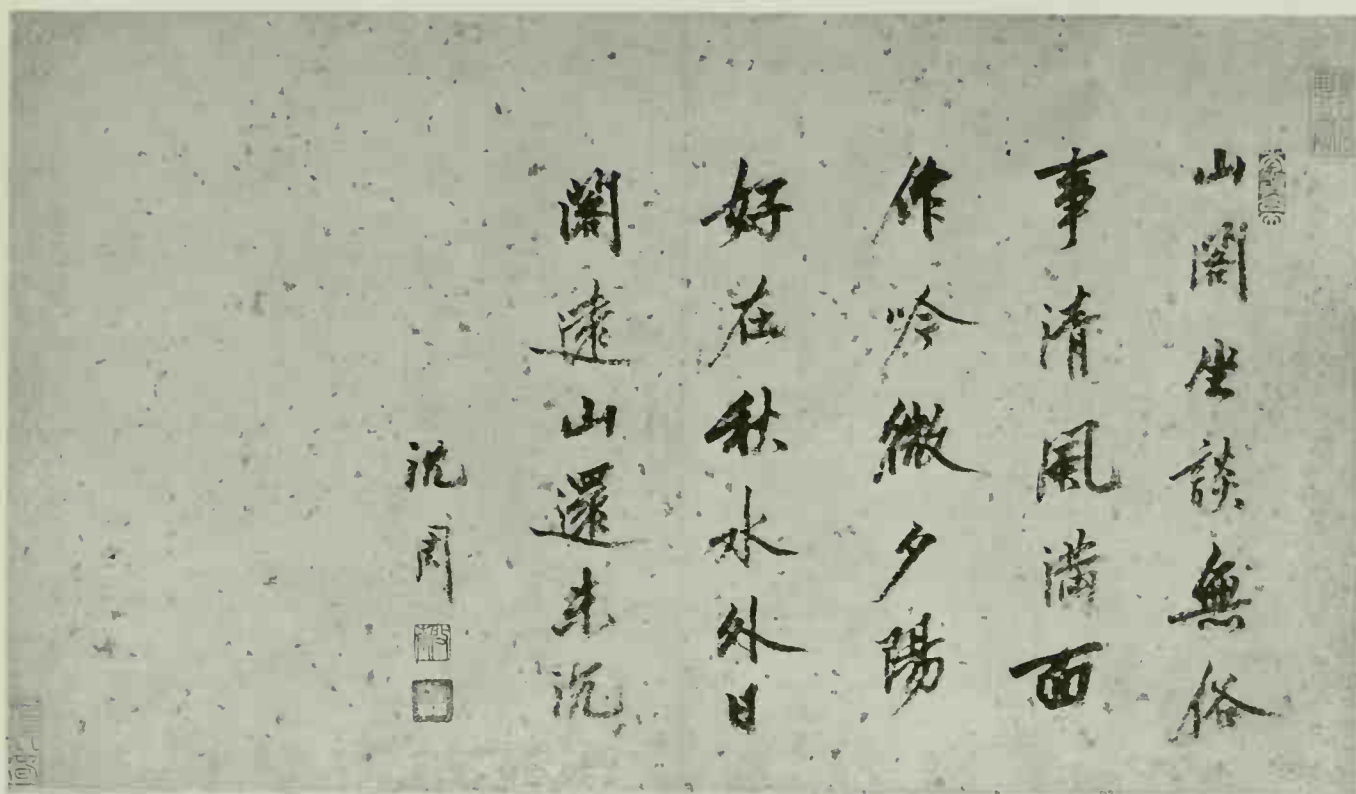 山閣坐談無俗
事清風滿面
作吟微夕陽
好在秋水外日
閣遠山還未沉
沈周